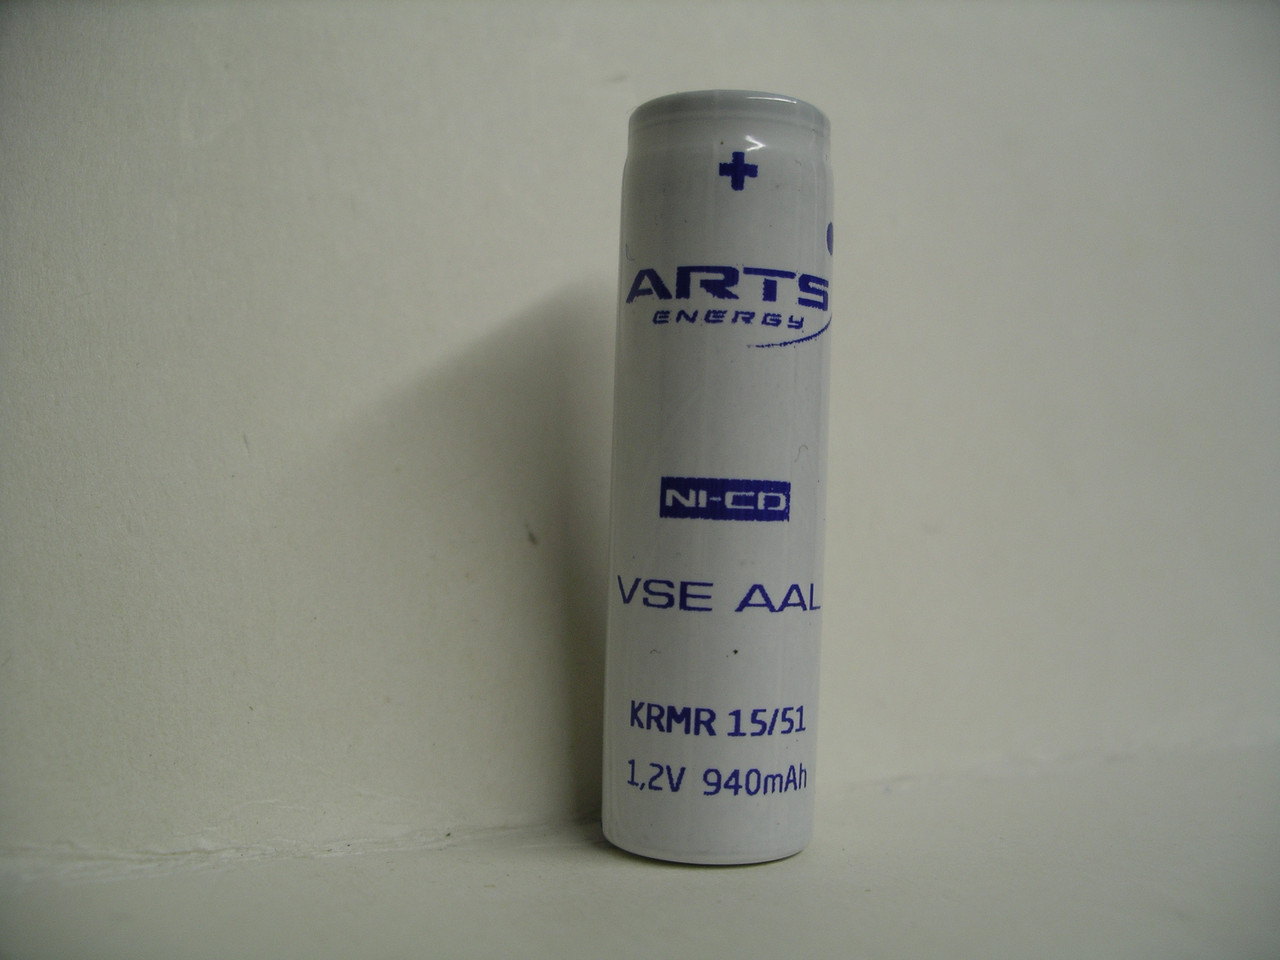 +
ARTS
ENERGY
NI-CD
VSE AAL
KRMR 15/51
1,2V 940mAh